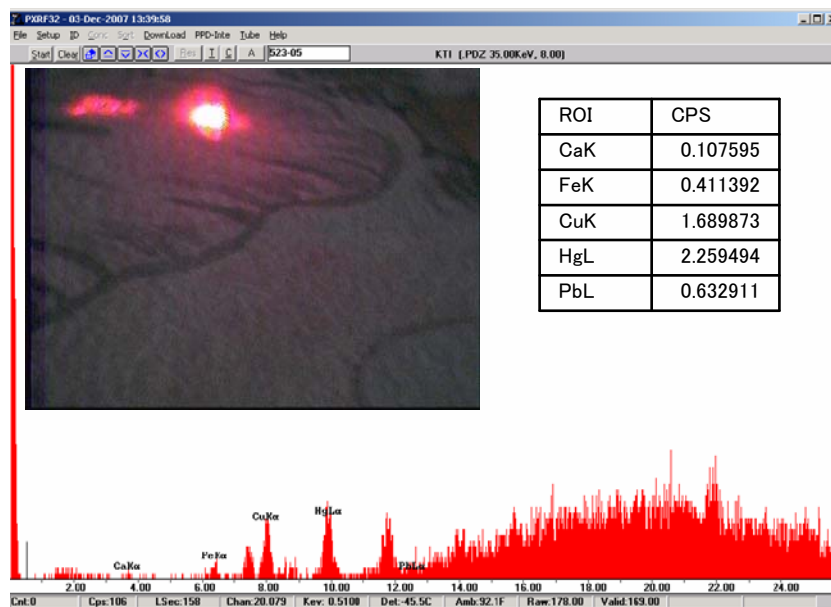 PXRF32 - 03-Dec-2007 13:39:58
File Setup ID Conc Sort DownLoad PPD-Inte Tube Help
Start Clear Res I C A 523-05 KTI (.PDZ 35.00KeV, 8.00)
ROI CPS
CaK 0.107595
FeK 0.411392
CuK 1.689873
HgL 2.259494
PbL 0.632911
CuKα
HgLα
FeKα
CaKα
PbLα
2.00 4.00 6.00 8.00 10.00 12.00 14.00 16.00 18.00 20.00 22.00 24.00
Cnt:0 Cps:106 LSec:158 Chan:20.079 Kev: 0.5100 Det:-45.5C Amb:92.1F Raw:178.00 Valid:169.00